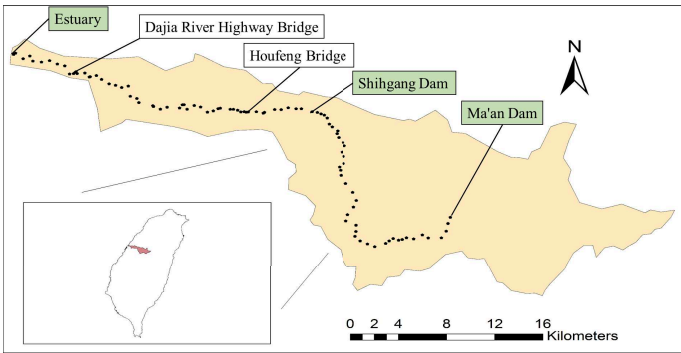 Estuary
Dajia River Highway Bridge
Houfeng Bridge
N
Shihgang Dam
Ma'an Dam
0 2 4 8 12 16
Kilometers